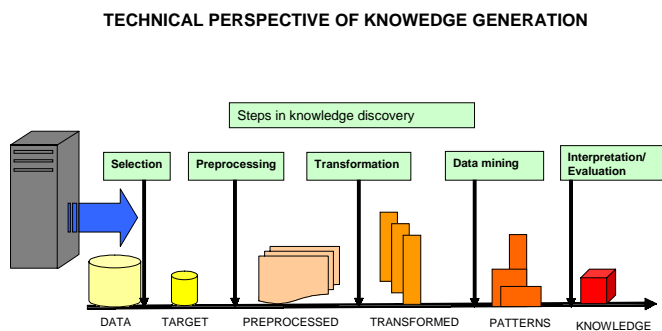 TECHNICAL PERSPECTIVE OF KNOWEDGE GENERATION
Steps in knowledge discovery
Selection
Preprocessing
Transformation
Data mining
Interpretation/
Evaluation
DATA
TARGET
PREPROCESSED
TRANSFORMED
PATTERNS
KNOWLEDGE